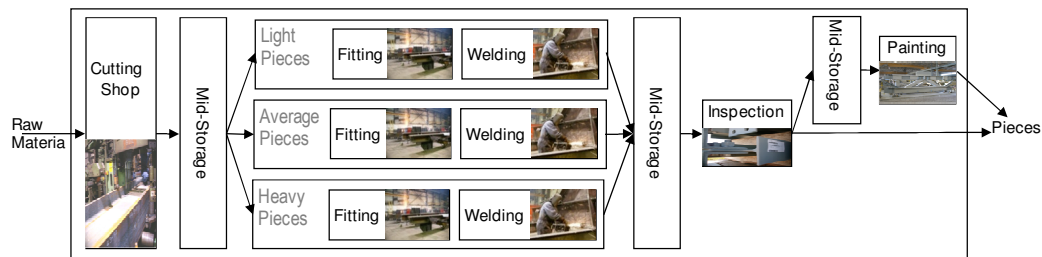 Raw
Materia
Cutting
Shop
Mid-Storage
Light
Pieces
Fitting
Welding
Average
Pieces
Fitting
Welding
Heavy
Pieces
Fitting
Welding
Mid-Storage
Inspection
Mid-Storage
Painting
Pieces